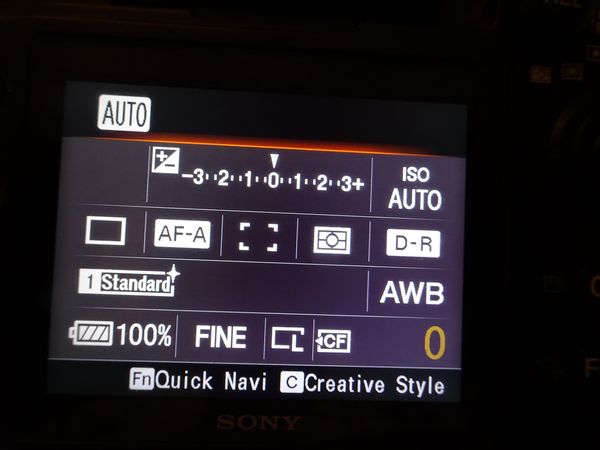 AUTO
-3··2··1··0··1··2··3+
ISO
AUTO
AF-A
D-R
1 Standard
AWB
100% FINE L CF 0
Fn Quick Navi C Creative Style
SONY